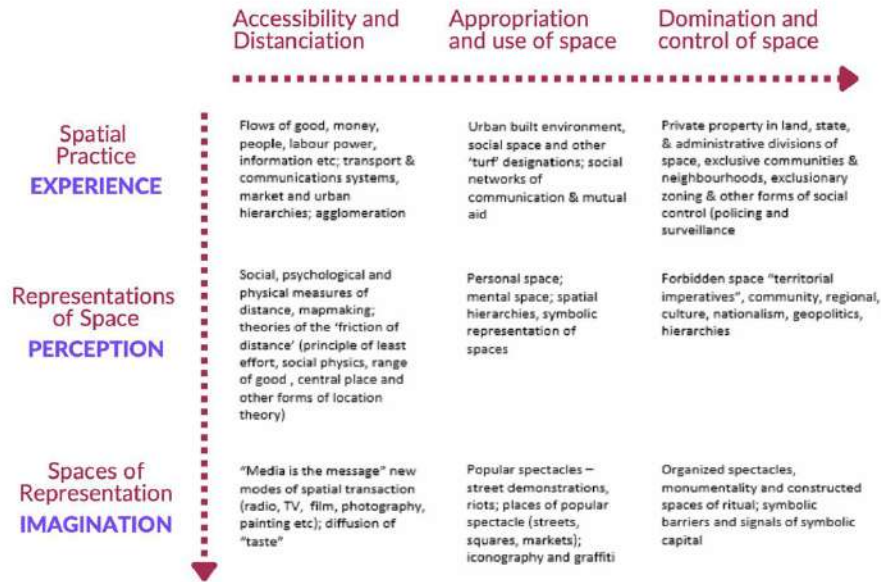 Accessibility and
Distanciation
Appropriation
and use of space
Domination and
control of space
Spatial
Practice
EXPERIENCE
Flows of good, money,
people, labour power,
information etc; transport &
communications systems,
market and urban
hierarchies; agglomeration
Urban built environment,
social space and other
'turf' designations; social
networks of
communication & mutual
aid
Private property in land, state,
& administrative divisions of
space, exclusive communities &
neighbourhoods, exclusionary
zoning & other forms of social
control (policing and
surveillance
Representations
of Space
PERCEPTION
Social, psychological and
physical measures of
distance, mapmaking;
theories of the 'friction of
distance' (principle of least
effort, social physics, range
of good , central place and
other forms of location
theory)
Personal space;
mental space; spatial
hierarchies, symbolic
representation of
spaces
Forbidden space "territorial
imperatives", community, regional,
culture, nationalism, geopolitics,
hierarchies
Spaces of
Representation
IMAGINATION
"Media is the message" new
modes of spatial transaction
(radio, TV, film, photography,
painting etc); diffusion of
"taste"
Popular spectacles –
street demonstrations,
riots; places of popular
spectacle (streets,
squares, markets);
iconography and graffiti
Organized spectacles,
monumentality and constructed
spaces of ritual; symbolic
barriers and signals of symbolic
capital